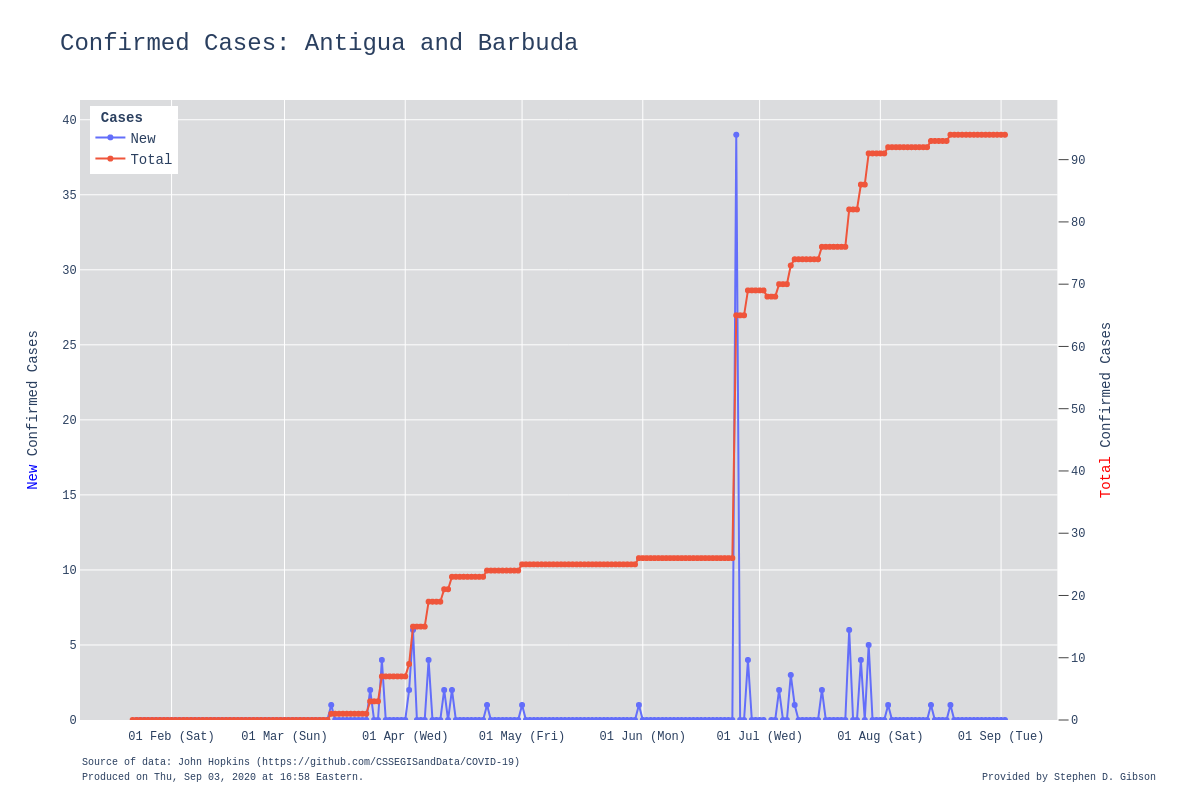 Confirmed Cases: Antigua and Barbuda
Cases
New
Total
40
35
30
25
20
15
10
5
0
New Confirmed Cases
90
80
70
60
50
40
30
20
10
0
Total Confirmed Cases
01 Feb (Sat) 01 Mar (Sun) 01 Apr (Wed) 01 May (Fri) 01 Jun (Mon) 01 Jul (Wed) 01 Aug (Sat) 01 Sep (Tue)
Source of data: John Hopkins (https://github.com/CSSEGISandData/COVID-19)
Produced on Thu, Sep 03, 2020 at 16:58 Eastern.
Provided by Stephen D. Gibson